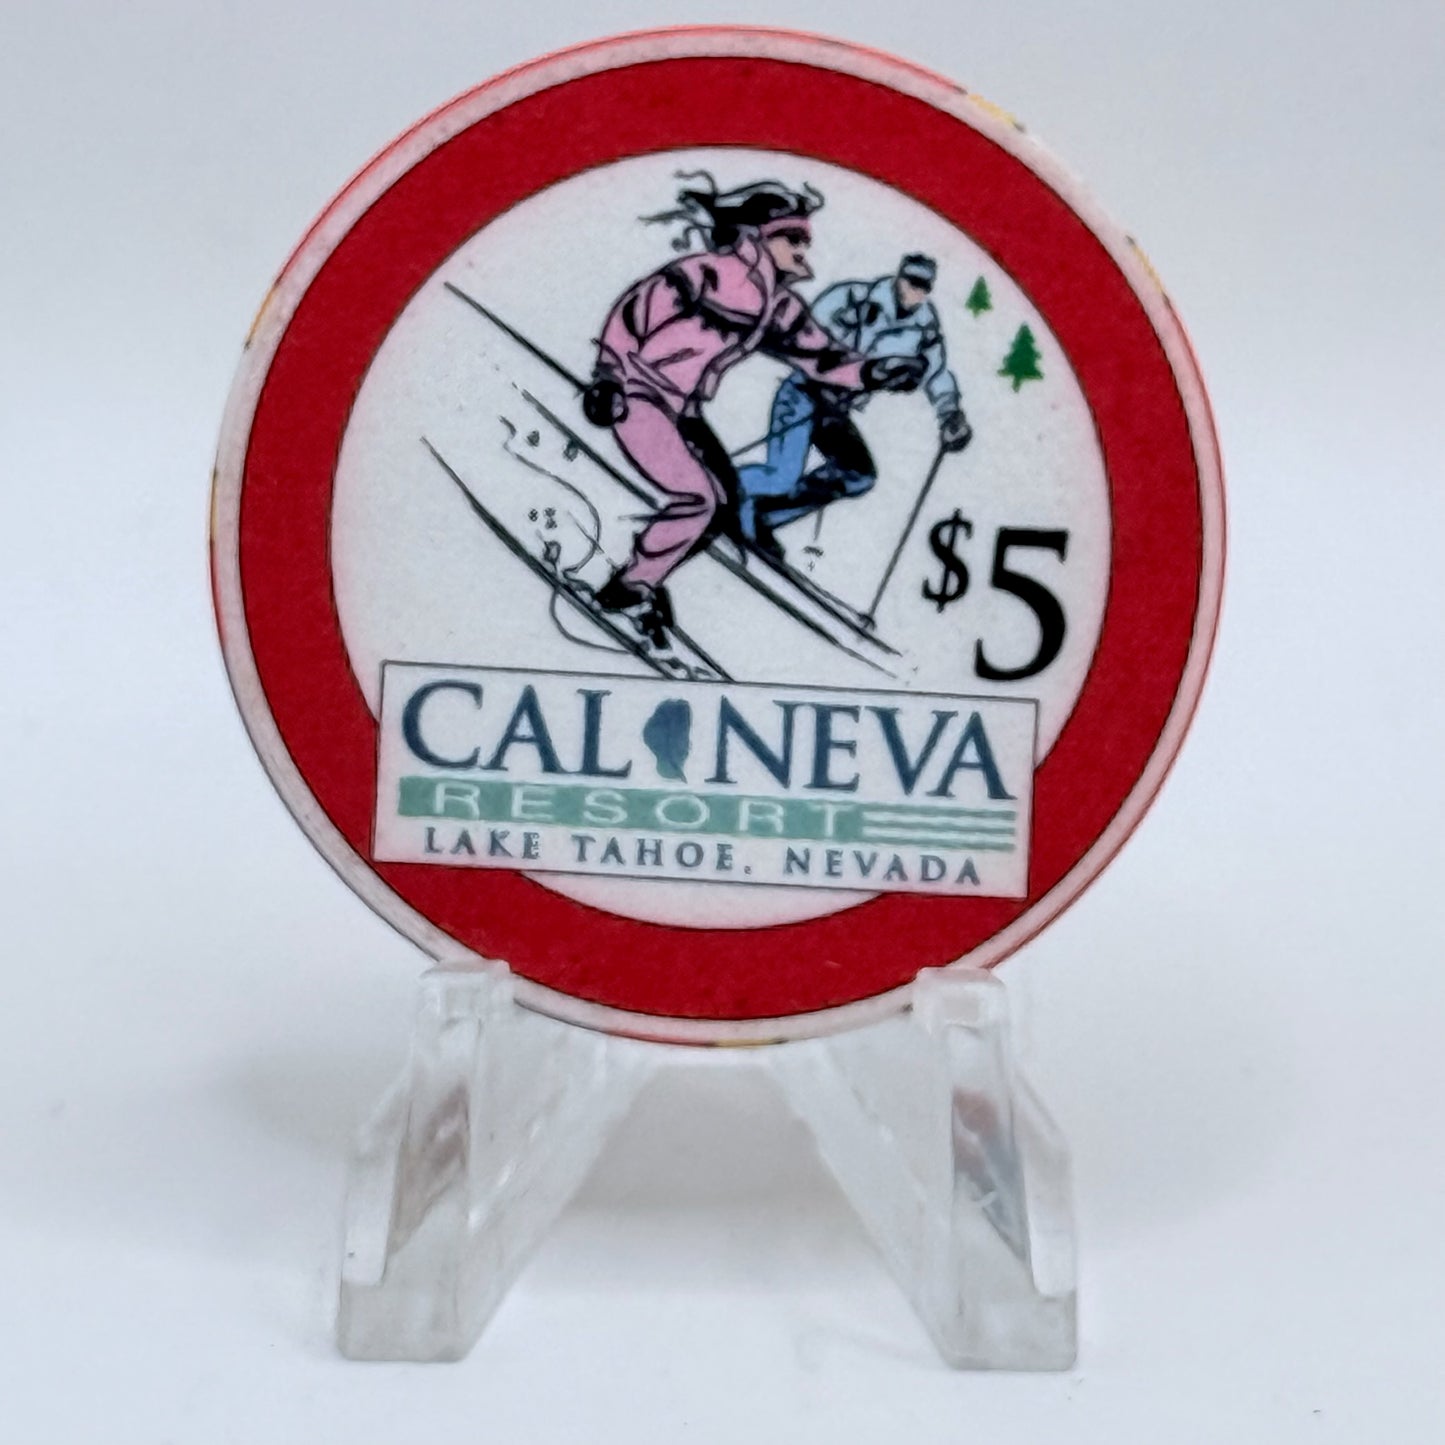 $5
CAL NEVA
RESORT
LAKE TAHOE, NEVADA